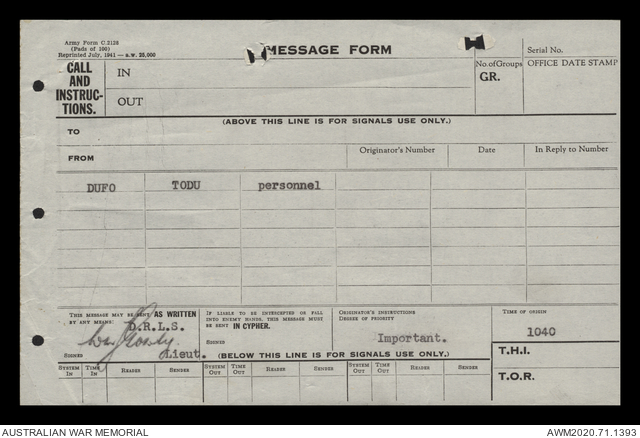 Army Form C.2128
(Pads of 100)
Reprinted July, 1941 — A.W. 25,000
MESSAGE FORM
Serial No.
CALL AND INSTRUC- TIONS.
IN
OUT
No. of Groups
GR.
OFFICE DATE STAMP
(ABOVE THIS LINE IS FOR SIGNALS USE ONLY.)
TO
FROM
Originator's Number
Date
In Reply to Number
DUFO TODU personnel
THIS MESSAGE MAY BE SENT AS WRITTEN
BY ANY MEANS:
D.R.L.S.
SIGNED
Lieut.
IF LIABLE TO BE INTERCEPTED OR FALL
INTO ENEMY HANDS, THIS MESSAGE MUST
BE SENT IN CYPHER.
SIGNED
ORIGINATOR'S INSTRUCTIONS
DEGREE OF PRIORITY
Important.
TIME OF ORIGIN
1040
(BELOW THIS LINE IS FOR SIGNALS USE ONLY.)
T.H.I.
T.O.R.
SYSTEM IN
TIME IN
READER
SENDER
SYSTEM OUT
TIME OUT
READER
SENDER
SYSTEM OUT
TIME OUT
READER
SENDER
AUSTRALIAN WAR MEMORIAL
AWM2020.71.1393